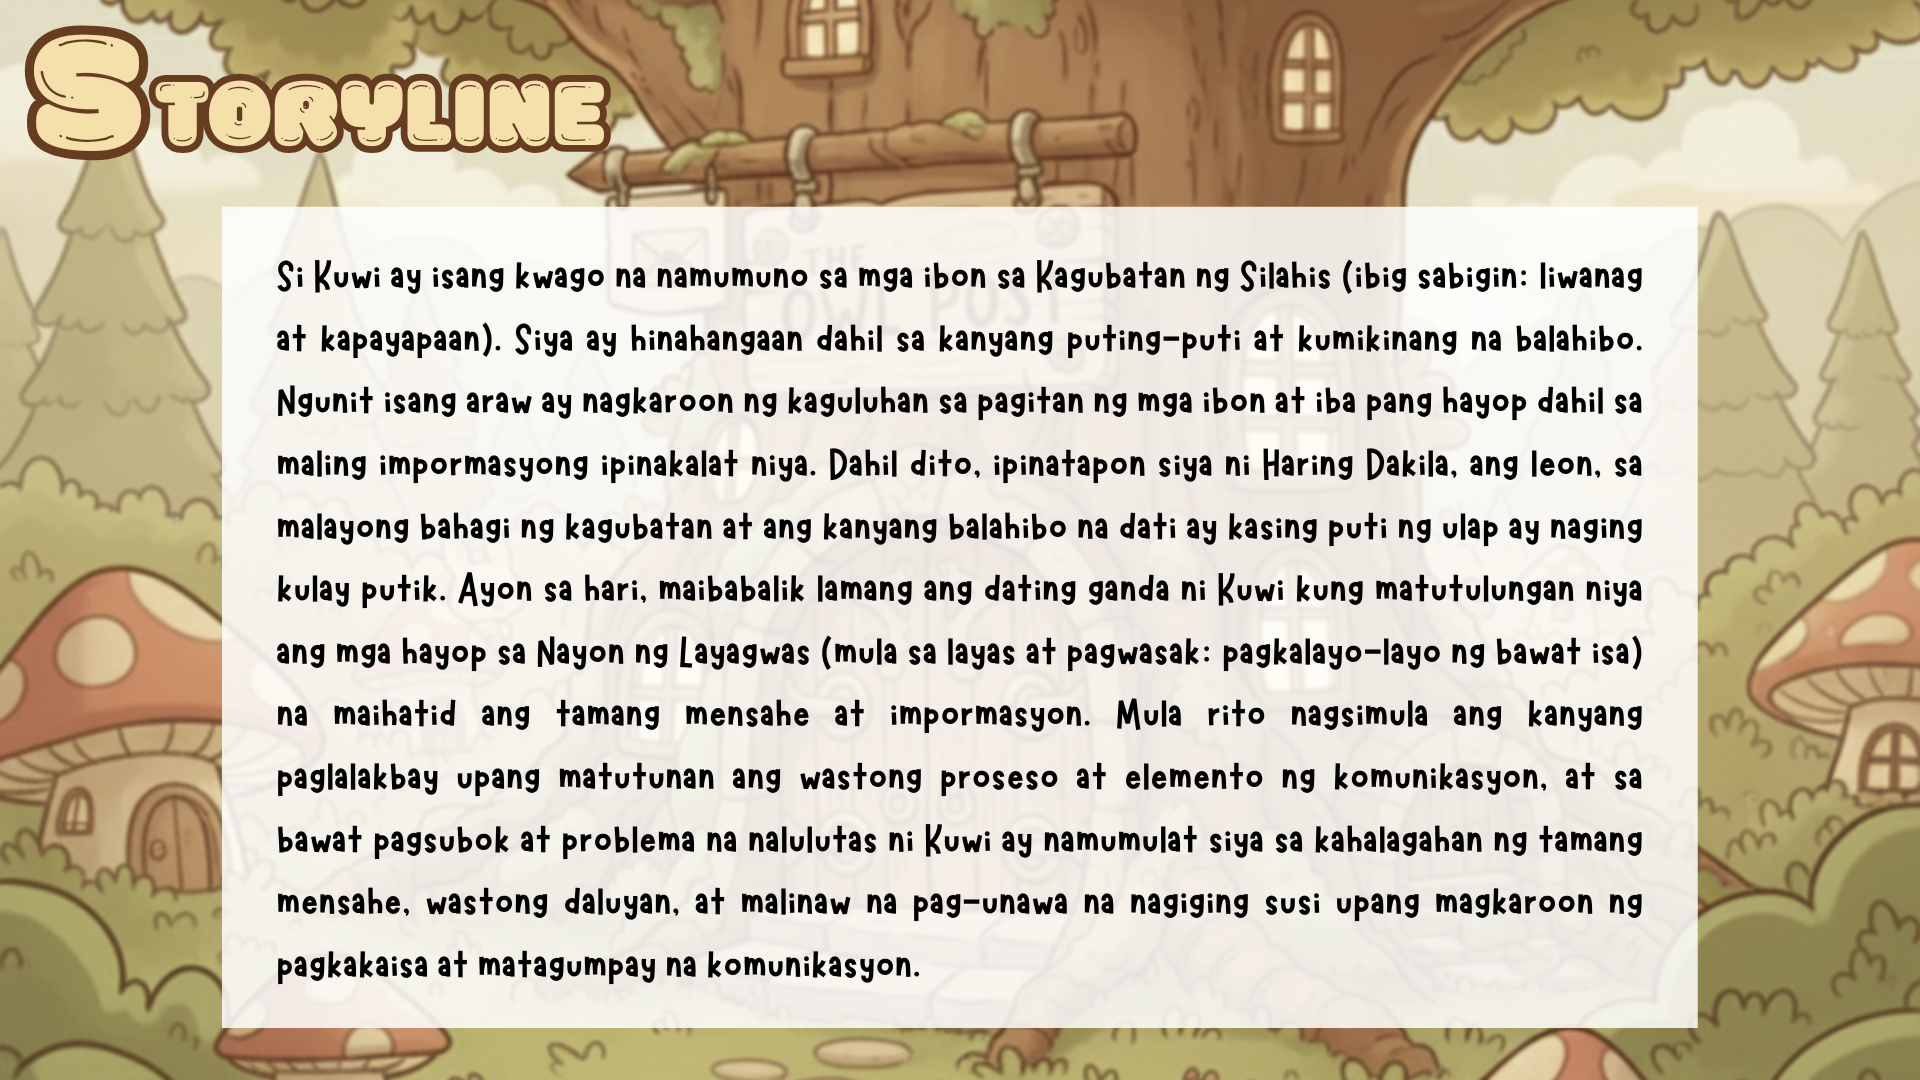 STORYLINE
THE
OWL POST
Si Kuwi ay isang kwago na namumuno sa mga ibon sa Kagubatan ng Silahis (ibig sabigin: liwanag
at kapayapaan). Siya ay hinahangaan dahil sa kanyang puting-puti at kumikinang na balahibo.
Ngunit isang araw ay nagkaroon ng kaguluhan sa pagitan ng mga ibon at iba pang hayop dahil sa
maling impormasyong ipinakalat niya. Dahil dito, ipinatapon siya ni Haring Dakila, ang leon, sa
malayong bahagi ng kagubatan at ang kanyang balahibo na dati ay kasing puti ng ulap ay naging
kulay putik. Ayon sa hari, maibabalik lamang ang dating ganda ni Kuwi kung matutulungan niya
ang mga hayop sa Nayon ng Layagwas (mula sa layas at pagwasak: pagkalayo-layo ng bawat isa)
na maihatid ang tamang mensahe at impormasyon. Mula rito nagsimula ang kanyang
paglalakbay upang matutunan ang wastong proseso at elemento ng komunikasyon, at sa
bawat pagsubok at problema na nalulutas ni Kuwi ay namumulat siya sa kahalagahan ng tamang
mensahe, wastong daluyan, at malinaw na pag-unawa na nagiging susi upang magkaroon ng
pagkakaisa at matagumpay na komunikasyon.